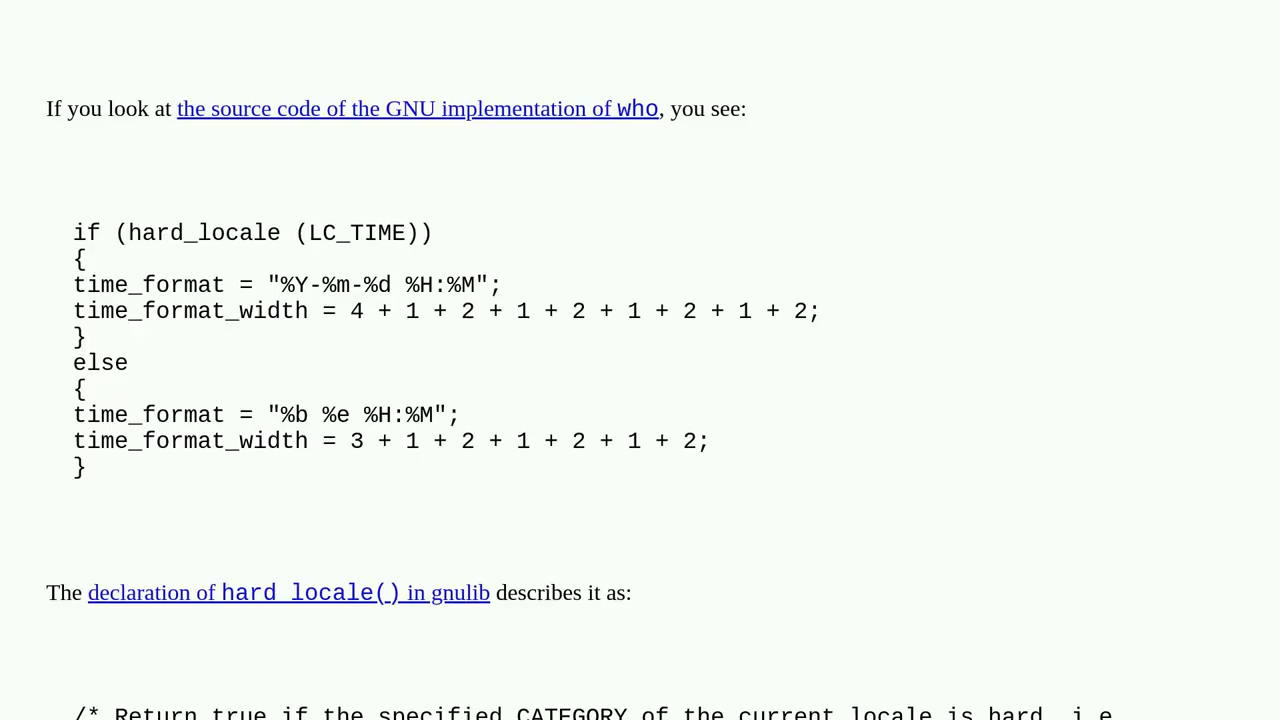 If you look at the source code of the GNU implementation of who, you see:
if (hard_locale (LC_TIME))
{
time_format = "%Y-%m-%d %H:%M";
time_format_width = 4 + 1 + 2 + 1 + 2 + 1 + 2 + 1 + 2;
}
else
{
time_format = "%b %e %H:%M";
time_format_width = 3 + 1 + 2 + 1 + 2 + 1 + 2;
}
The declaration of hard_locale() in gnulib describes it as:
/* Return true if the specified CATEGORY of the current locale is hard, i.e.